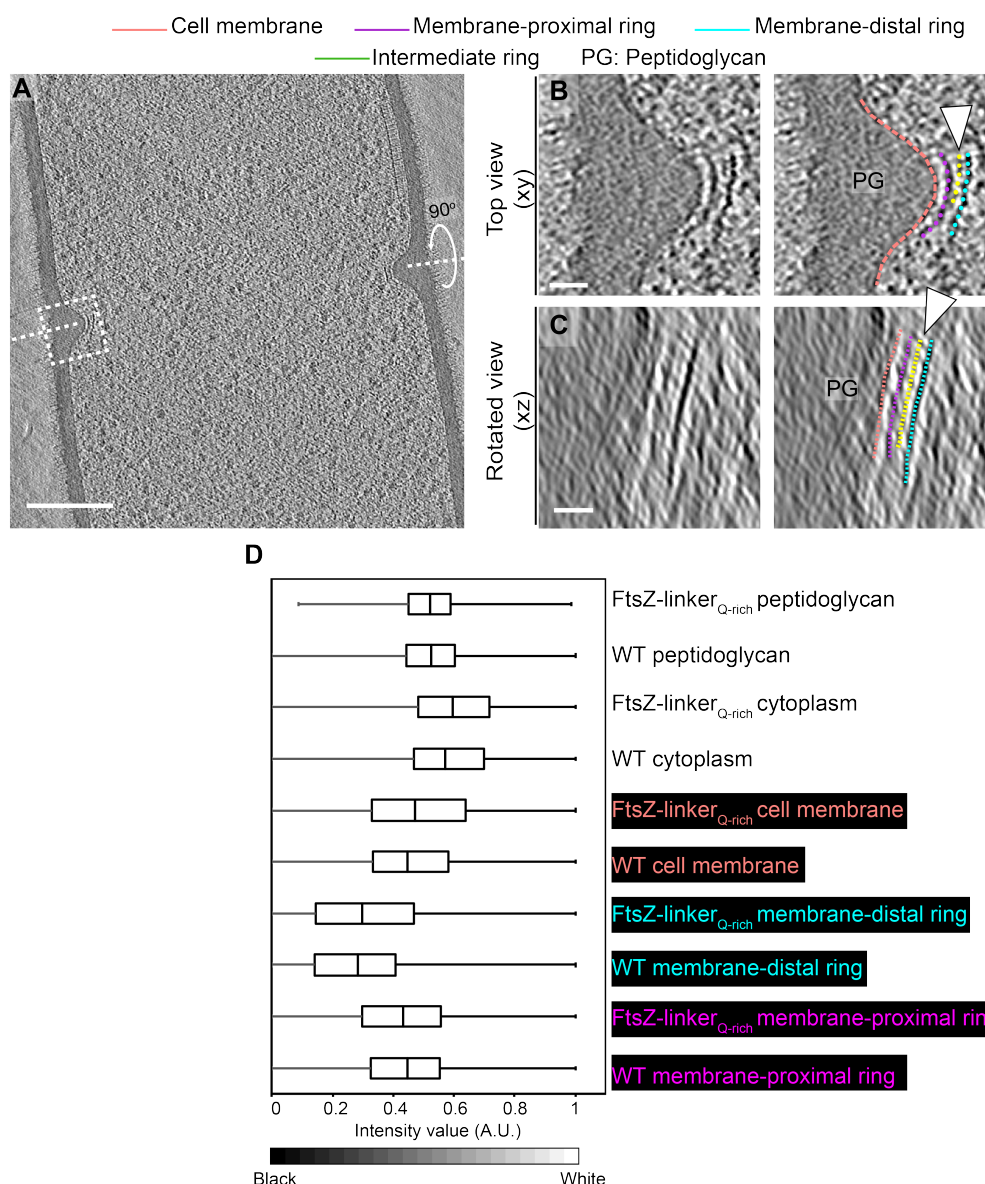 Cell membrane Membrane-proximal ring Membrane-distal ring
Intermediate ring PG: Peptidoglycan
A
90º
Top view
(xy)
B
PG
Rotated view
(xz)
C
PG
D
FtsZ-linkerQ-rich peptidoglycan
WT peptidoglycan
FtsZ-linkerQ-rich cytoplasm
WT cytoplasm
FtsZ-linkerQ-rich cell membrane
WT cell membrane
FtsZ-linkerQ-rich membrane-distal ring
WT membrane-distal ring
FtsZ-linkerQ-rich membrane-proximal rin
WT membrane-proximal ring
0 0.2 0.4 0.6 0.8 1
Intensity value (A.U.)
Black White